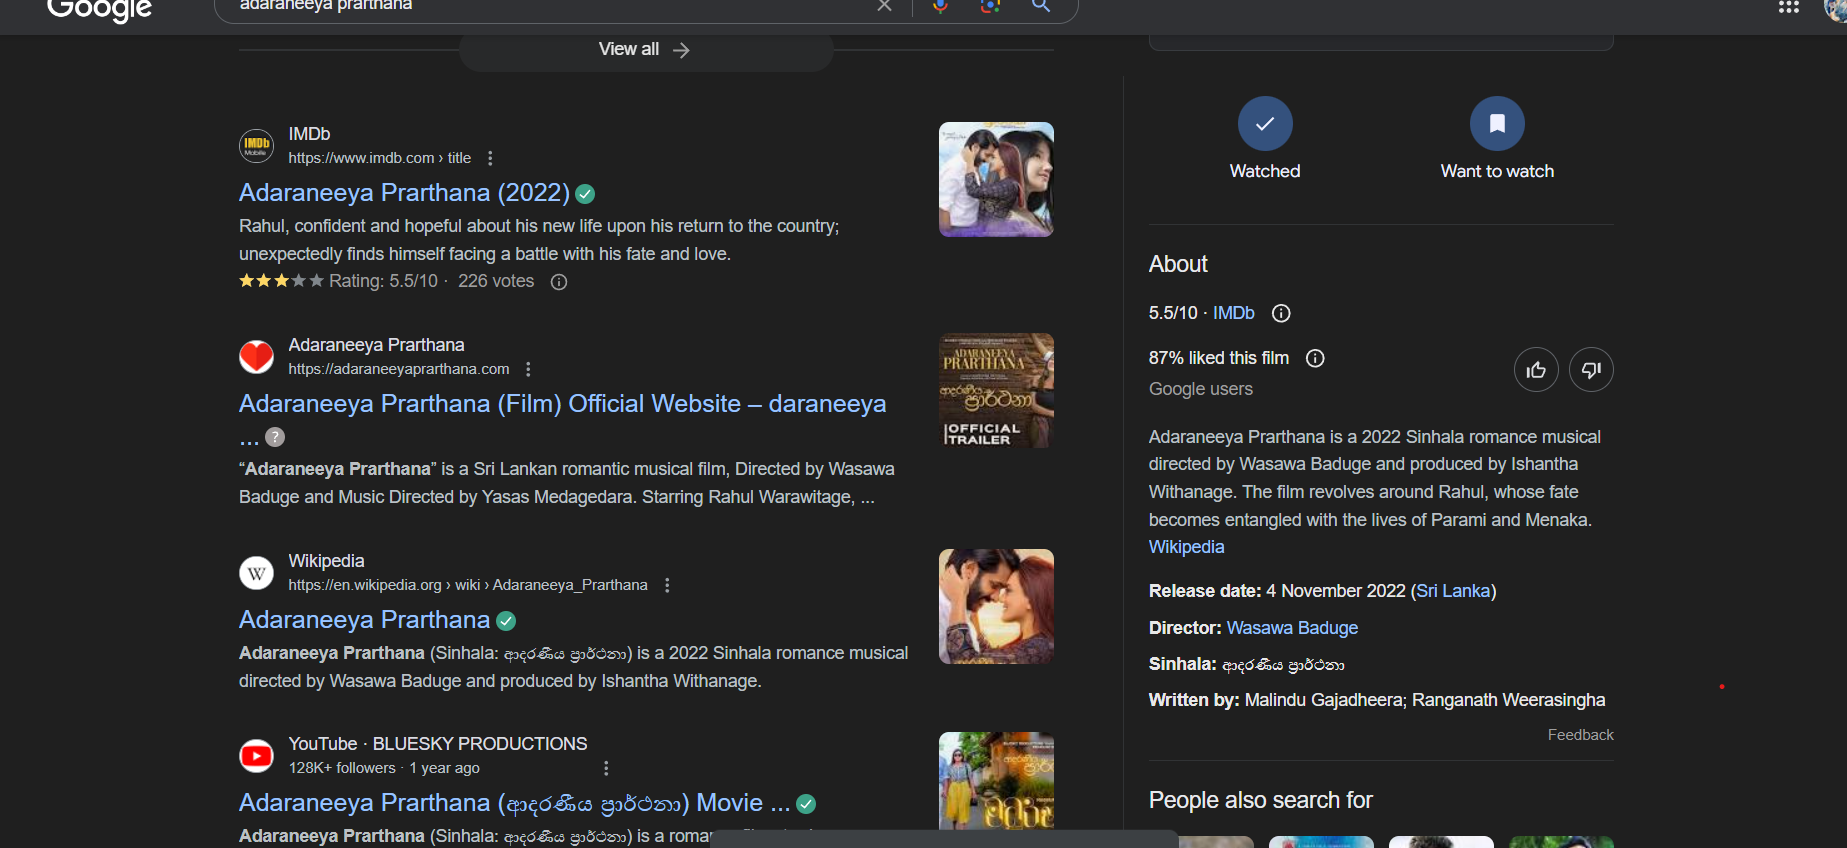 Google
adaraneeya prarthana
View all
IMDb
IMDb
Mobile
https://www.imdb.com › title
Adaraneeya Prarthana (2022)
Rahul, confident and hopeful about his new life upon his return to the country;
unexpectedly finds himself facing a battle with his fate and love.
Rating: 5.5/10 · 226 votes
Adaraneeya Prarthana
https://adaraneeyaprarthana.com
Adaraneeya Prarthana (Film) Official Website – daraneeya
...
“Adaraneeya Prarthana” is a Sri Lankan romantic musical film, Directed by Wasawa
Baduge and Music Directed by Yasas Medagedara. Starring Rahul Warawitage, ...
ADARANEEYA
PRARTHANA
ආදරණීය
ප්‍රාර්ථනා
OFFICIAL
TRAILER
W
Wikipedia
https://en.wikipedia.org › wiki › Adaraneeya_Prarthana
Adaraneeya Prarthana
Adaraneeya Prarthana (Sinhala: ආදරණීය ප්‍රාර්ථනා) is a 2022 Sinhala romance musical
directed by Wasawa Baduge and produced by Ishantha Withanage.
YouTube · BLUESKY PRODUCTIONS
128K+ followers · 1 year ago
Adaraneeya Prarthana (ආදරණීය ප්‍රාර්ථනා) Movie ...
Adaraneeya Prarthana (Sinhala: ආදරණීය ප්‍රාර්ථනා) is a
Watched
Want to watch
About
5.5/10 · IMDb
87% liked this film
Google users
Adaraneeya Prarthana is a 2022 Sinhala romance musical
directed by Wasawa Baduge and produced by Ishantha
Withanage. The film revolves around Rahul, whose fate
becomes entangled with the lives of Parami and Menaka.
Wikipedia
Release date: 4 November 2022 (Sri Lanka)
Director: Wasawa Baduge
Sinhala: ආදරණීය ප්‍රාර්ථනා
Written by: Malindu Gajadheera; Ranganath Weerasingha
Feedback
People also search for